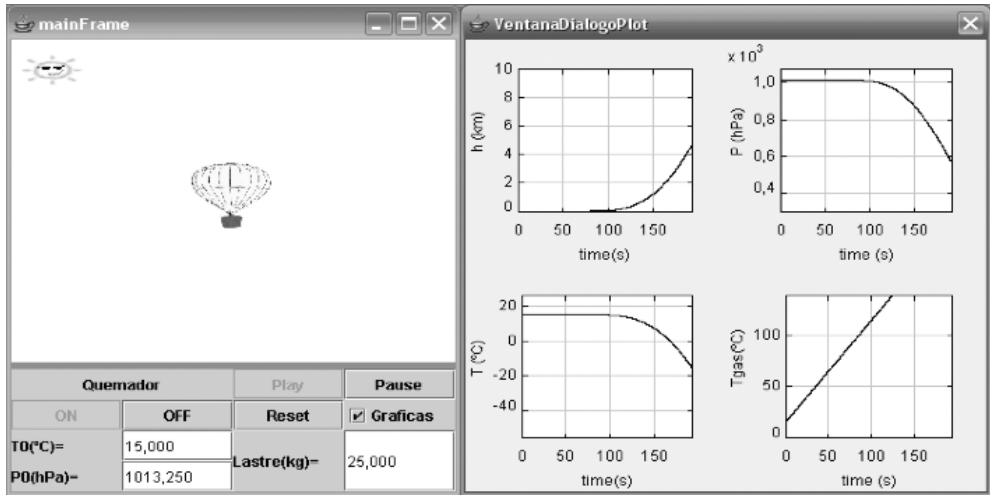 mainFrame
Quemador Play Pause
ON OFF Reset Graficas
T0(ºC)= 15,000
P0(hPa)= 1013,250
Lastre(kg)= 25,000
VentanaDialogoPlot
10
8
6
4
2
0
h (km)
0 50 100 150
time(s)
x 10³
1,0
0,8
0,6
0,4
P (hPa)
0 50 100 150
time (s)
20
0
-20
-40
T (ºC)
0 50 100 150
time(s)
100
50
0
Tgas(ºC)
0 50 100 150
time (s)